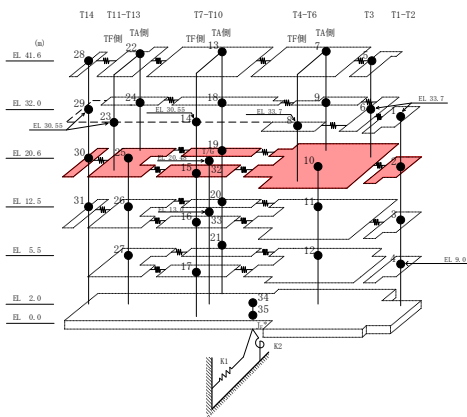 T14 T11-T13 T7-T10 T4-T6 T3 T1-T2
TF側 TA側 TF側 TA側 TF側 TA側
(m)
EL 41.6
28 22 13 7 5
EL 32.0
29 24 18 9 6 1
EL 33.7
EL 30.55 23 EL 30.55 14 EL 33.7 8
EL 20.6
30 25 19 10 2
15 32
EL 12.5
31 26 20 11 3
16 33
EL 5.5
27 21 12 4
EL 9.0
17
EL 2.0
34
EL 0.0
35
K1 K2